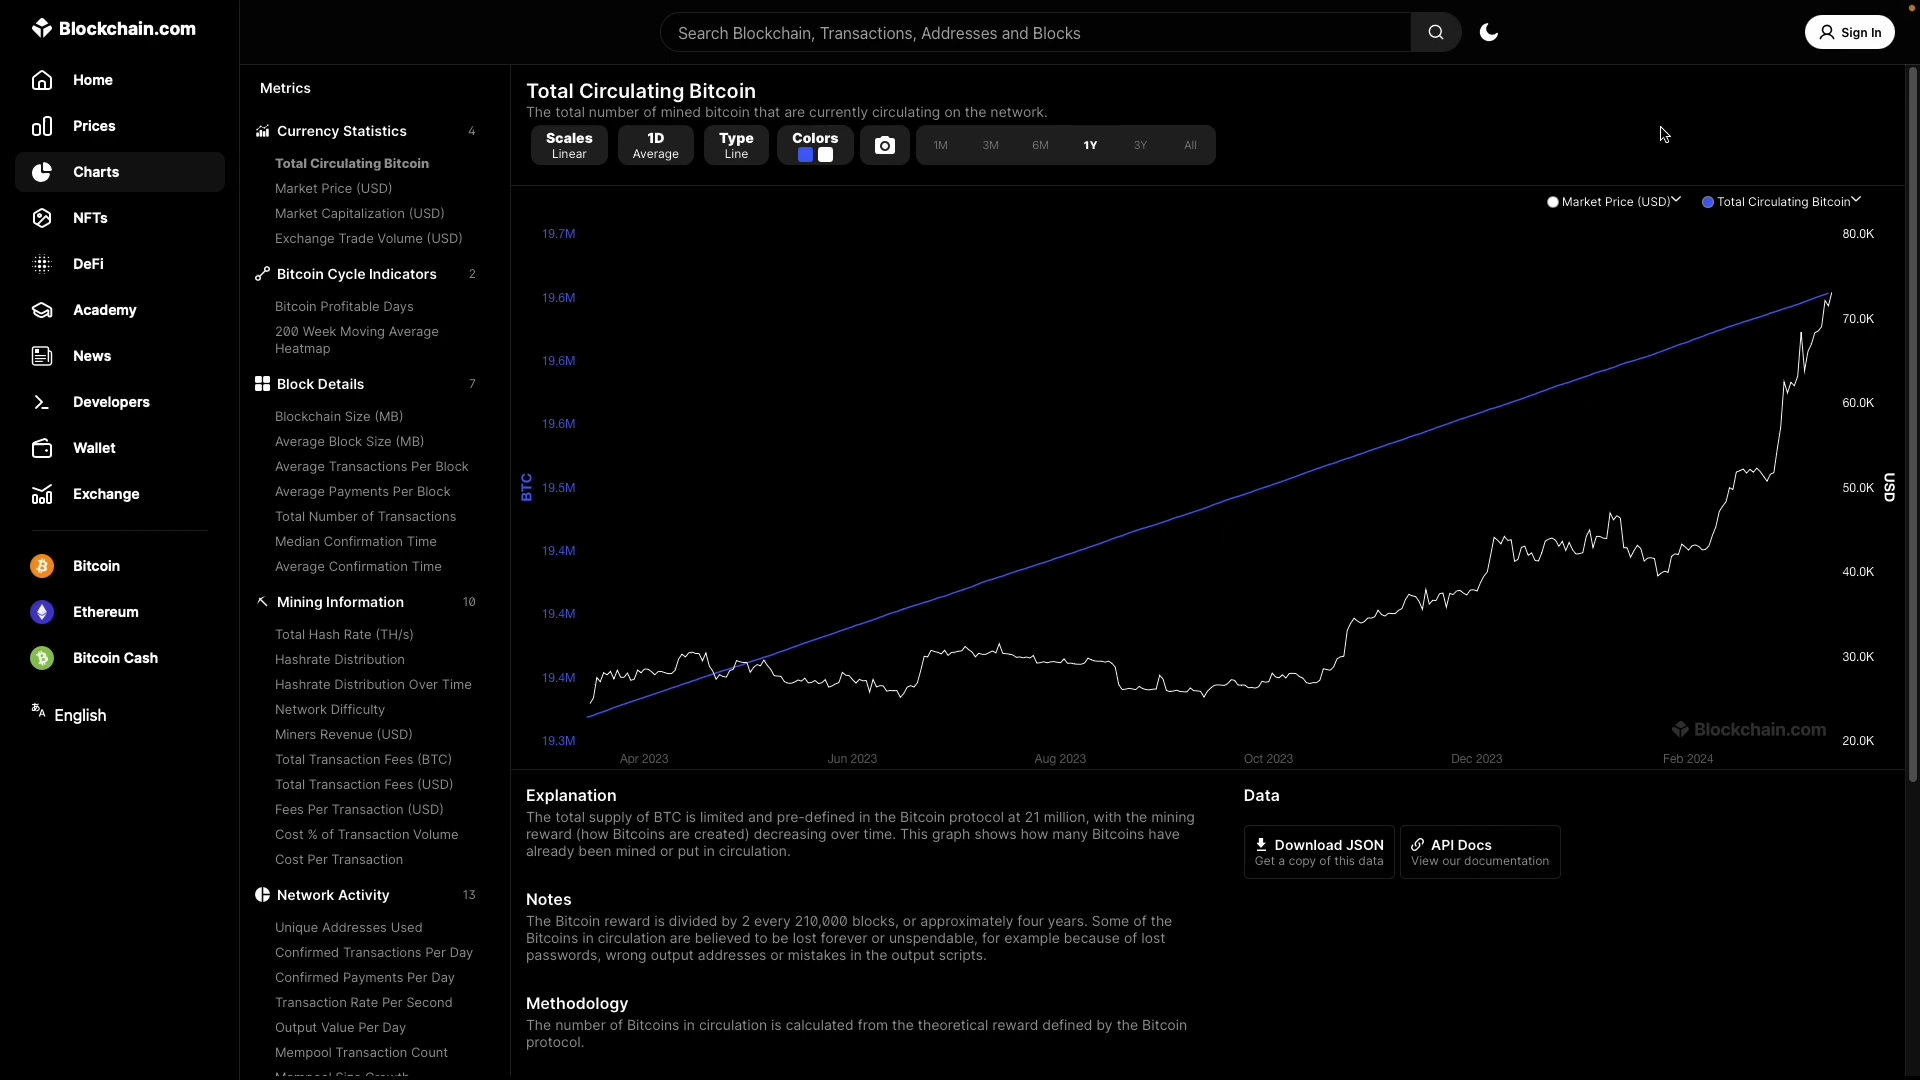 Blockchain.com
Home
Prices
Charts
NFTs
DeFi
Academy
News
Developers
Wallet
Exchange
Bitcoin
Ethereum
Bitcoin Cash
English
Search Blockchain, Transactions, Addresses and Blocks
Sign In
Metrics
Currency Statistics 4
Total Circulating Bitcoin
Market Price (USD)
Market Capitalization (USD)
Exchange Trade Volume (USD)
Bitcoin Cycle Indicators 2
Bitcoin Profitable Days
200 Week Moving Average
Heatmap
Block Details 7
Blockchain Size (MB)
Average Block Size (MB)
Average Transactions Per Block
Average Payments Per Block
Total Number of Transactions
Median Confirmation Time
Average Confirmation Time
Mining Information 10
Total Hash Rate (TH/s)
Hashrate Distribution
Hashrate Distribution Over Time
Network Difficulty
Miners Revenue (USD)
Total Transaction Fees (BTC)
Total Transaction Fees (USD)
Fees Per Transaction (USD)
Cost % of Transaction Volume
Cost Per Transaction
Network Activity 13
Unique Addresses Used
Confirmed Transactions Per Day
Confirmed Payments Per Day
Transaction Rate Per Second
Output Value Per Day
Mempool Transaction Count
Mempool Size Growth
Total Circulating Bitcoin
The total number of mined bitcoin that are currently circulating on the network.
Scales
Linear
1D
Average
Type
Line
Colors
1M 3M 6M 1Y 3Y All
Market Price (USD) Total Circulating Bitcoin
19.7M
19.6M
19.6M
19.6M
19.5M
19.4M
19.4M
19.4M
19.3M
BTC
80.0K
70.0K
60.0K
50.0K
40.0K
30.0K
20.0K
USD
Blockchain.com
Apr 2023 Jun 2023 Aug 2023 Oct 2023 Dec 2023 Feb 2024
Explanation
The total supply of BTC is limited and pre-defined in the Bitcoin protocol at 21 million, with the mining
reward (how Bitcoins are created) decreasing over time. This graph shows how many Bitcoins have
already been mined or put in circulation.
Notes
The Bitcoin reward is divided by 2 every 210,000 blocks, or approximately four years. Some of the
Bitcoins in circulation are believed to be lost forever or unspendable, for example because of lost
passwords, wrong output addresses or mistakes in the output scripts.
Methodology
The number of Bitcoins in circulation is calculated from the theoretical reward defined by the Bitcoin
protocol.
Data
Download JSON
Get a copy of this data
API Docs
View our documentation